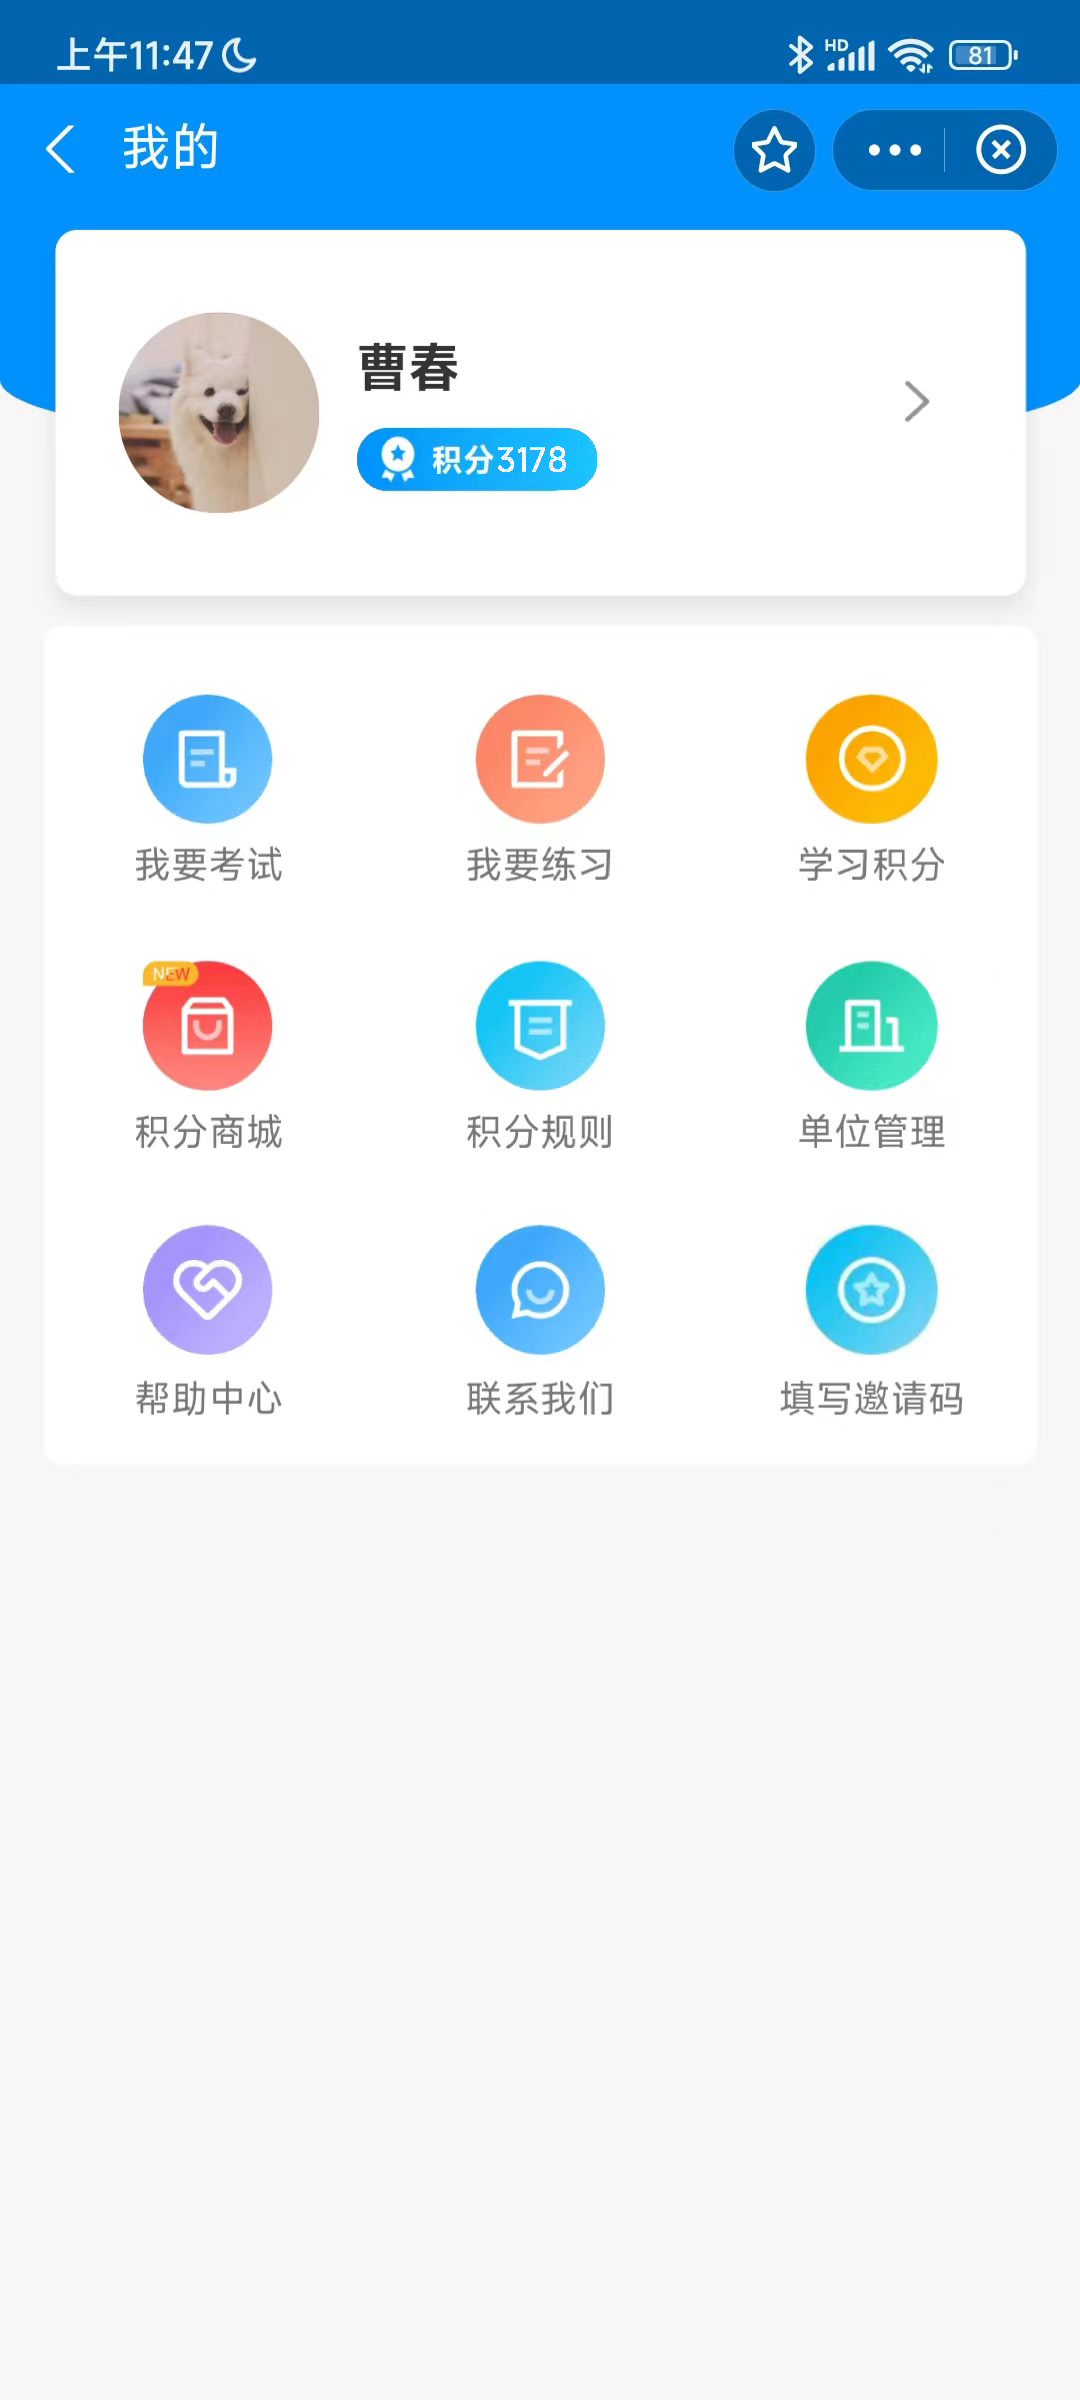 上午11:47
HD
81
我的
曹春
积分3178
我要考试
我要练习
学习积分
NEW
积分商城
积分规则
单位管理
帮助中心
联系我们
填写邀请码